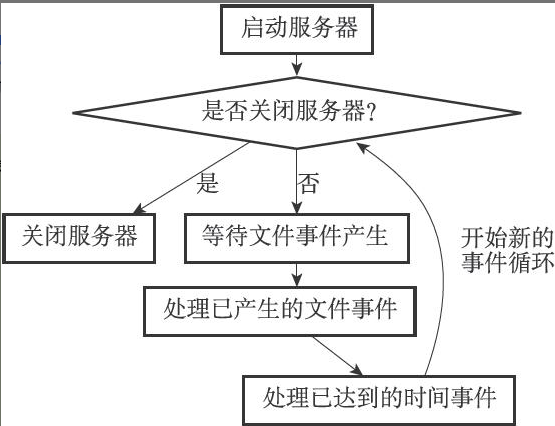 启动服务器
是否关闭服务器?
是
否
关闭服务器
等待文件事件产生
开始新的
事件循环
处理已产生的文件事件
处理已达到的时间事件